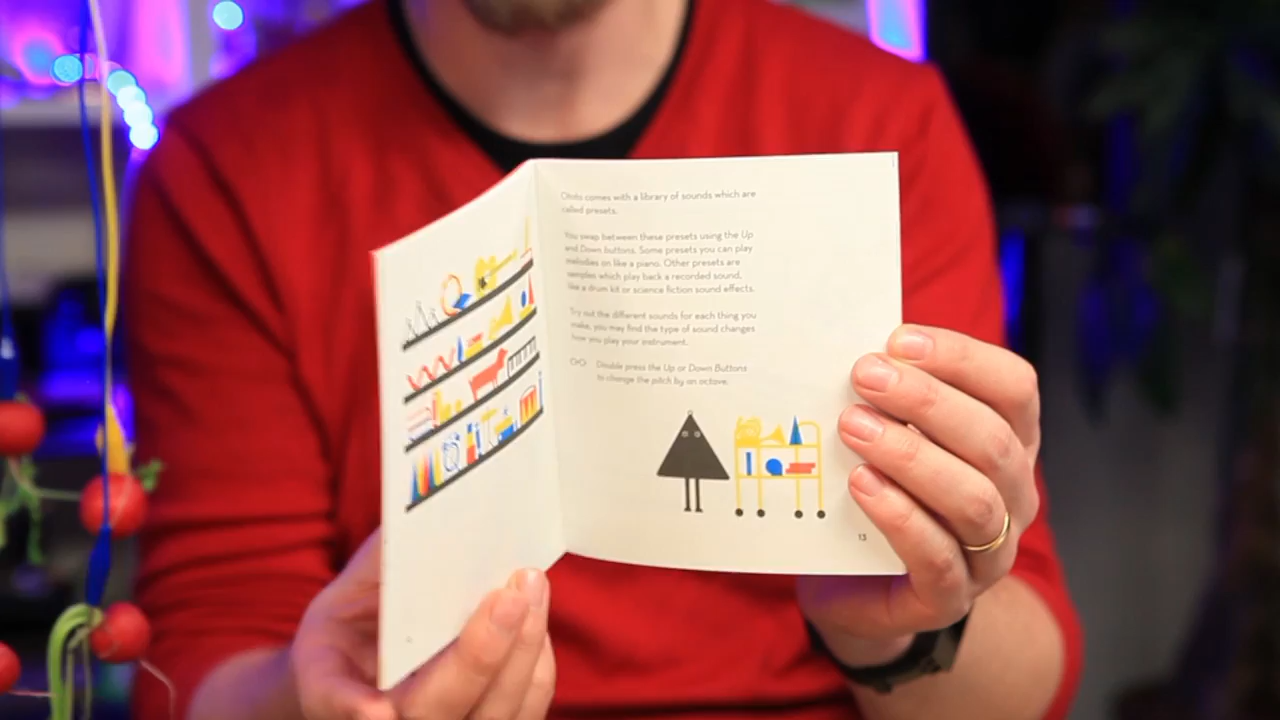 Ototo comes with a library of sounds which are
called presets.
You swap between these presets using the Up
and Down buttons. Some presets you can play
melodies on like a piano. Other presets are
samples which play back a recorded sound,
like a drum kit or science fiction sound effects.
Try out the different sounds for each thing you
make, you may find the type of sound changes
how you play your instrument.
Double press the Up or Down Buttons
to change the pitch by an octave.
13